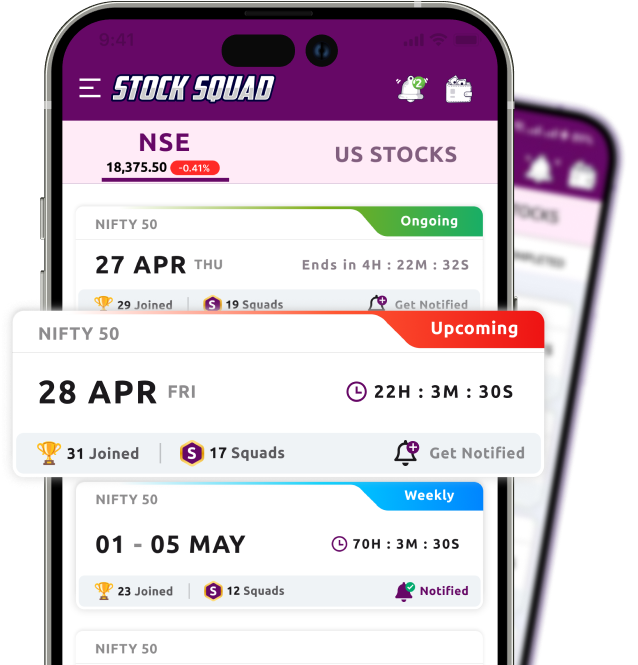 9:41
STOCK SQUAD
2
NSE
18,375.50 -0.41%
US STOCKS
NIFTY 50
Ongoing
27 APR THU
Ends in 4H : 22M : 32S
29 Joined
S
19 Squads
Get Notified
NIFTY 50
Upcoming
28 APR FRI
22H : 3M : 30S
31 Joined
S
17 Squads
Get Notified
NIFTY 50
Weekly
01 - 05 MAY
70H : 3M : 30S
23 Joined
S
12 Squads
Notified
NIFTY 50